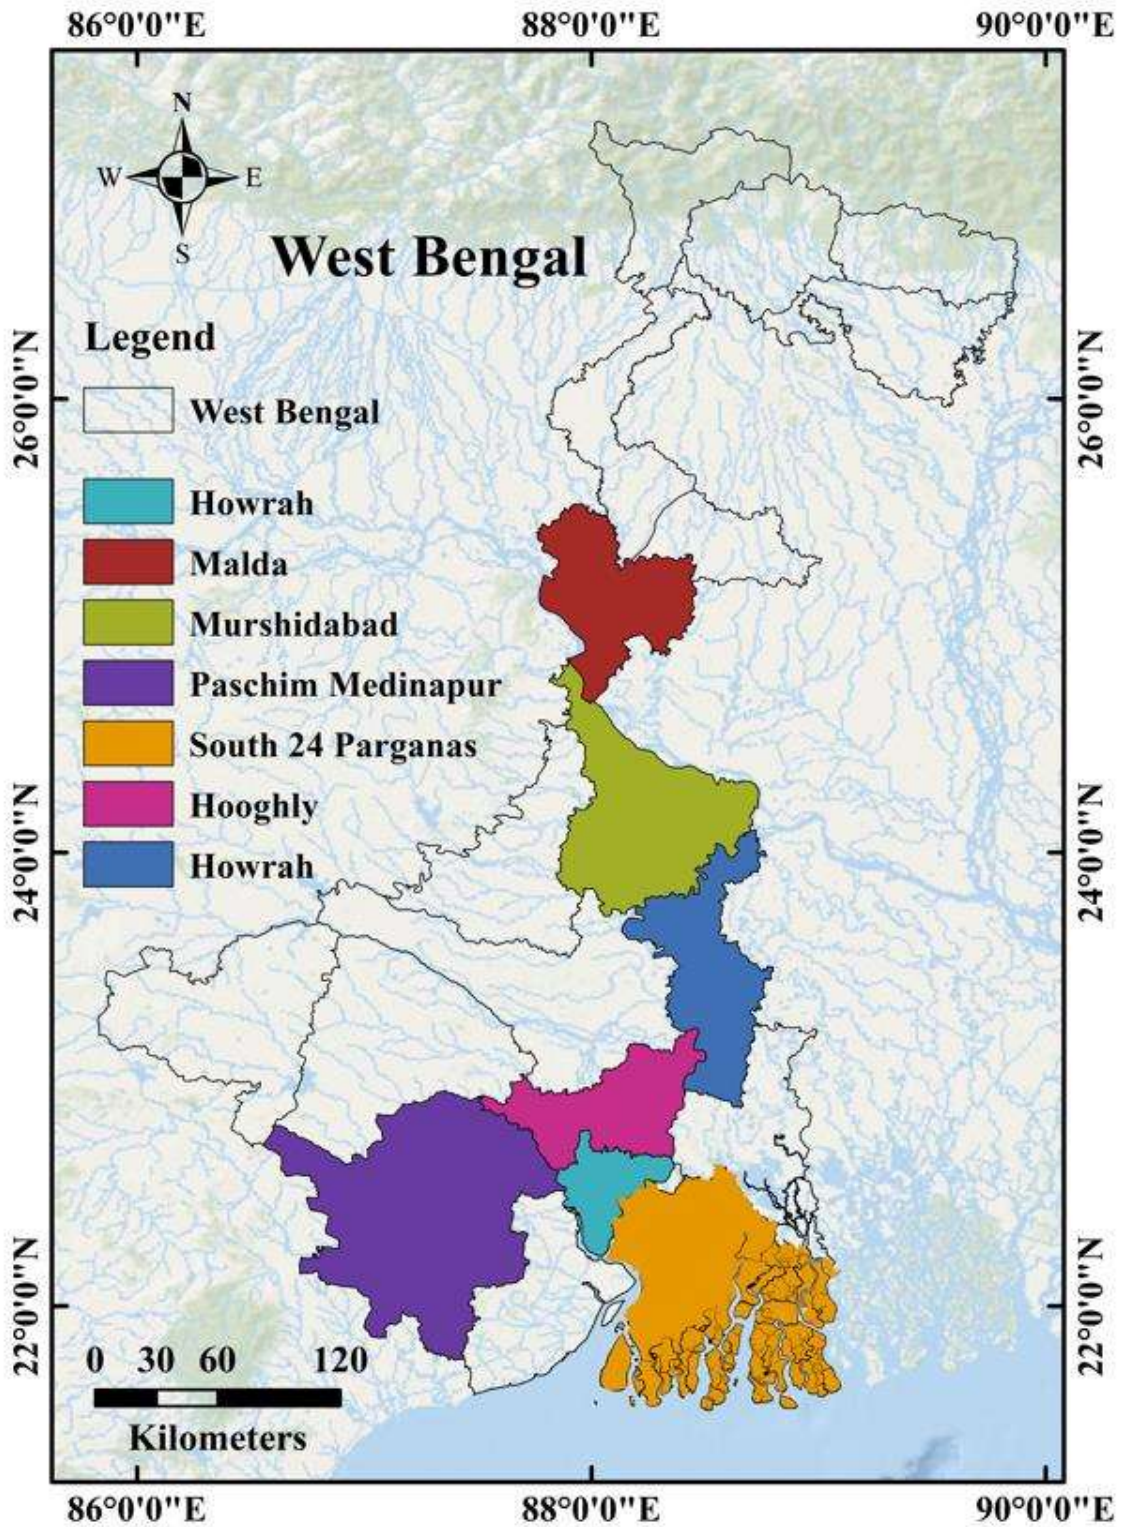 86°0'0"E 88°0'0"E 90°0'0"E
N
W E
S
West Bengal
Legend
West Bengal
Howrah
Malda
Murshidabad
Paschim Medinapur
South 24 Parganas
Hooghly
Howrah
26°0'0"N 26°0'0"N
24°0'0"N 24°0'0"N
22°0'0"N 22°0'0"N
0 30 60 120
Kilometers
86°0'0"E 88°0'0"E 90°0'0"E